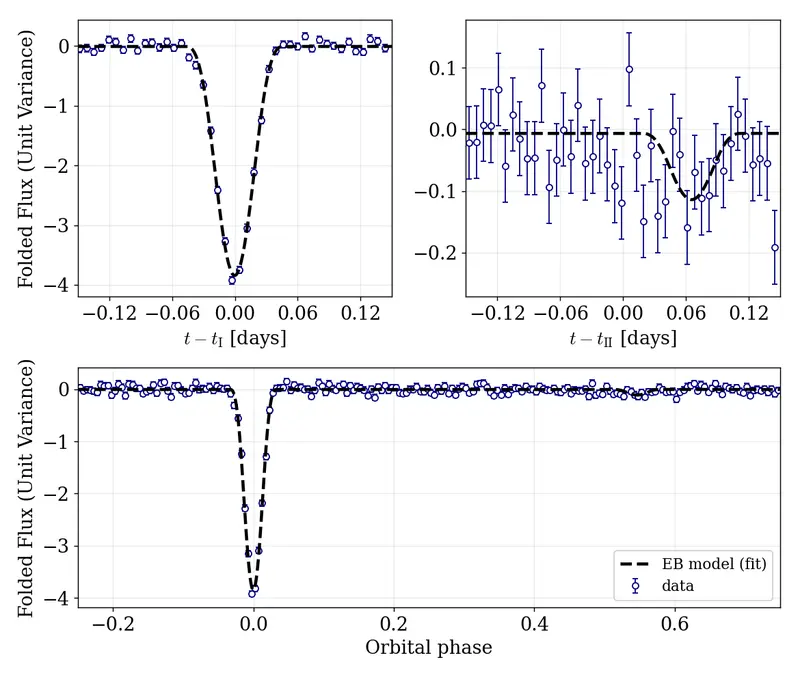 Folded Flux (Unit Variance)
0
−1
−2
−3
−4
−0.12 −0.06 0.00 0.06 0.12
t − tI [days]
0.1
0.0
−0.1
−0.2
−0.12 −0.06 0.00 0.06 0.12
t − tII [days]
Folded Flux (Unit Variance)
0
−1
−2
−3
−4
−0.2 0.0 0.2 0.4 0.6
Orbital phase
EB model (fit)
data